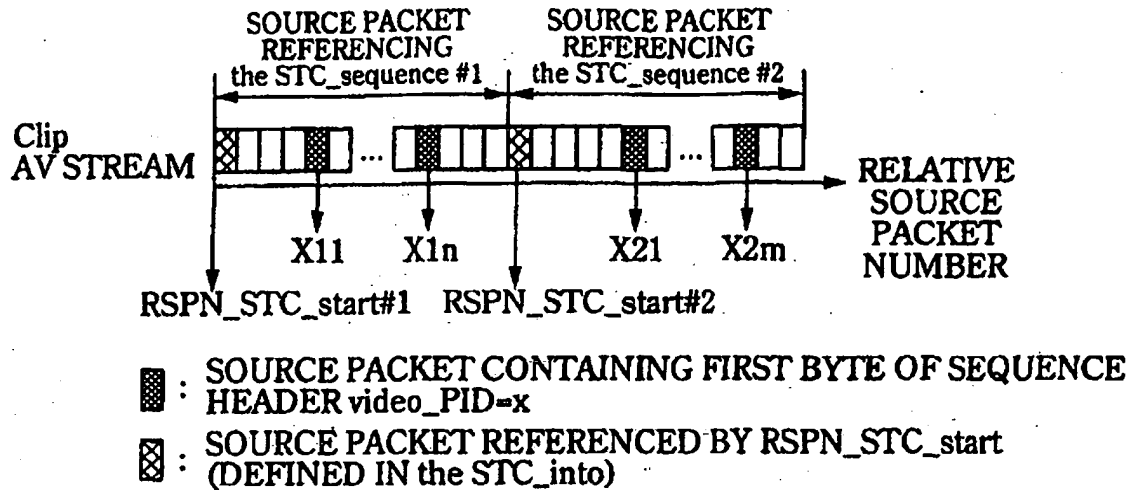 SOURCE PACKET
REFERENCING
the STC_sequence #1
SOURCE PACKET
REFERENCING
the STC_sequence #2
Clip
AV STREAM
...
...
RELATIVE
SOURCE
PACKET
NUMBER
X11
X1n
X21
X2m
RSPN_STC_start#1
RSPN_STC_start#2
: SOURCE PACKET CONTAINING FIRST BYTE OF SEQUENCE
HEADER video_PID=x
: SOURCE PACKET REFERENCED BY RSPN_STC_start
(DEFINED IN the STC_into)